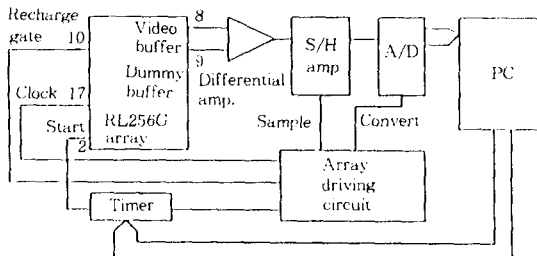 Recharge
gate 10
Video
buffer
8
9
Dummy
buffer
Differential
amp.
S/H
amp
A/D
PC
Clock 17
Start
2
RL256G
array
Sample
Convert
Array
driving
circuit
Timer